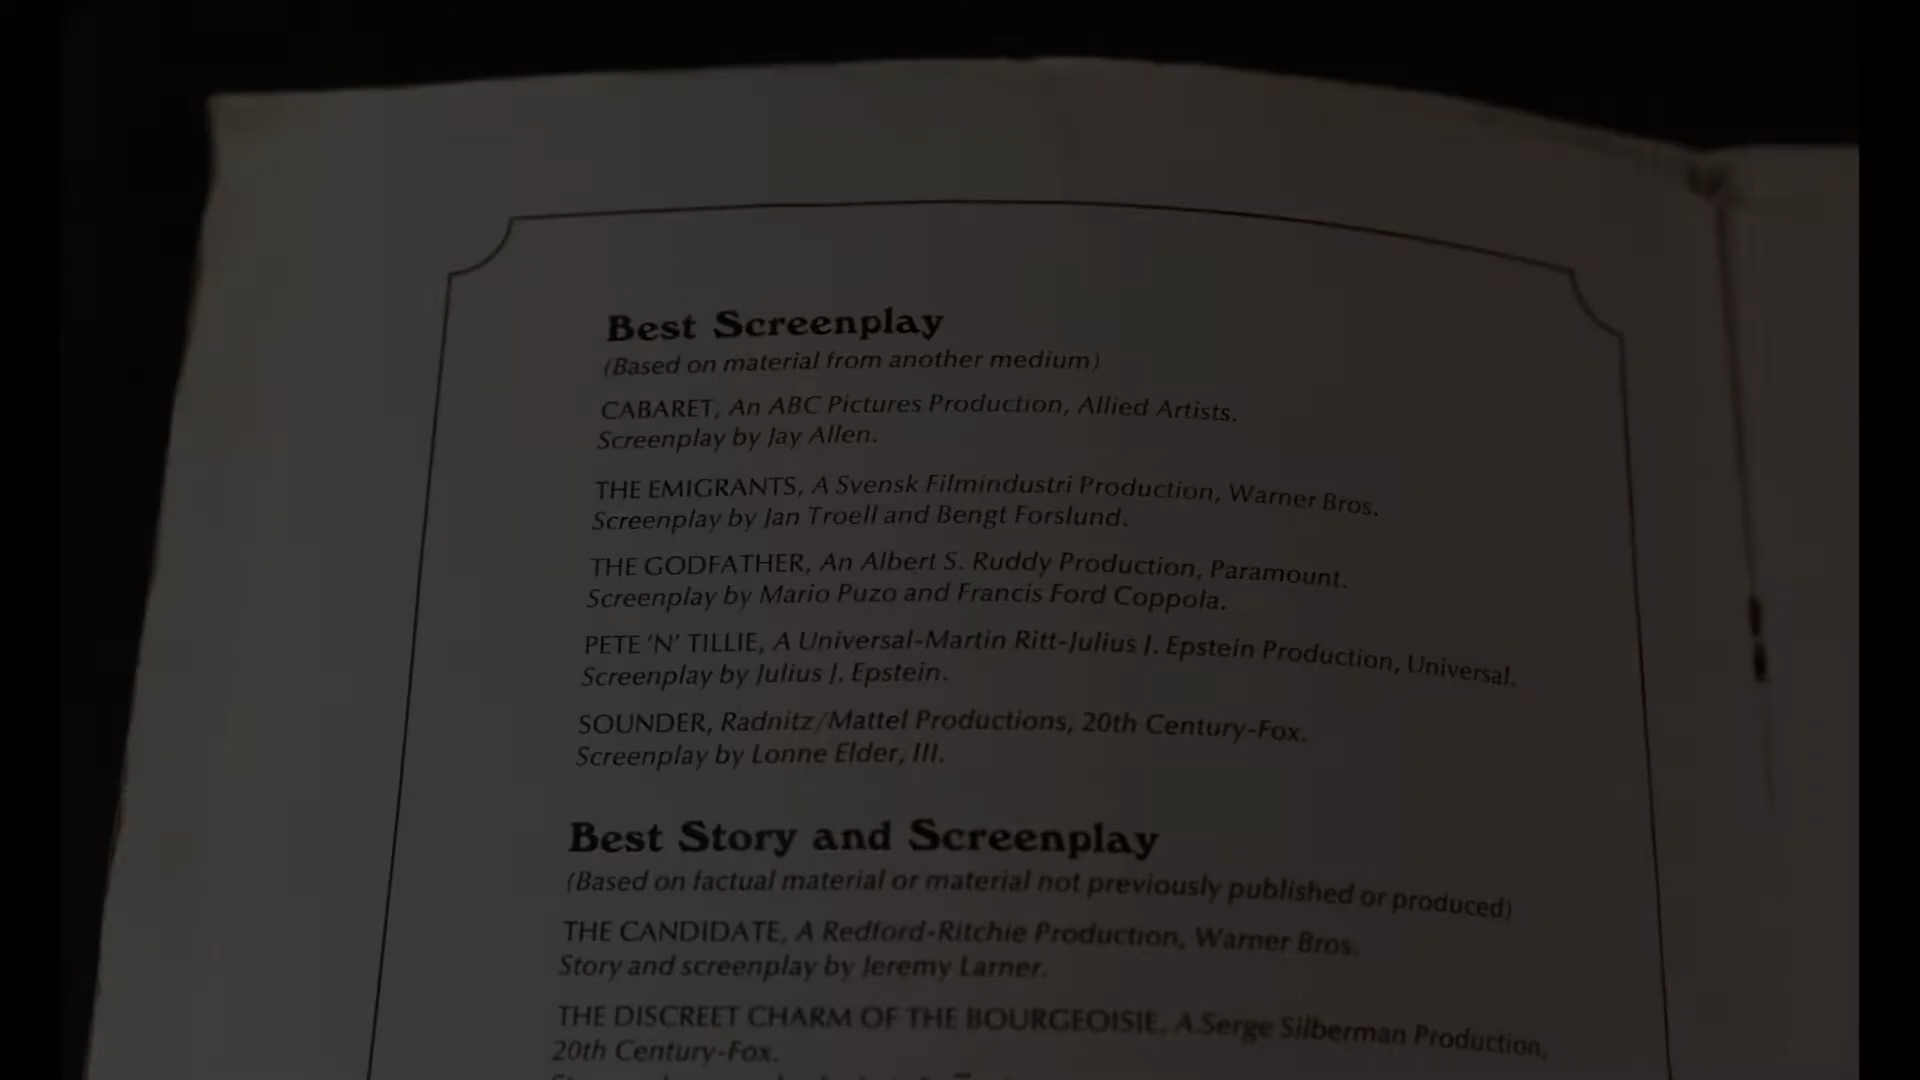 Best Screenplay
(Based on material from another medium)
CABARET, An ABC Pictures Production, Allied Artists.
Screenplay by Jay Allen.
THE EMIGRANTS, A Svensk Filmindustri Production, Warner Bros.
Screenplay by Jan Troell and Bengt Forslund.
THE GODFATHER, An Albert S. Ruddy Production, Paramount.
Screenplay by Mario Puzo and Francis Ford Coppola.
PETE 'N' TILLIE, A Universal-Martin Ritt-Julius J. Epstein Production, Universal.
Screenplay by Julius J. Epstein.
SOUNDER, Radnitz/Mattel Productions, 20th Century-Fox.
Screenplay by Lonne Elder, III.
Best Story and Screenplay
(Based on factual material or material not previously published or produced)
THE CANDIDATE, A Redford-Ritchie Production, Warner Bros.
Story and screenplay by Jeremy Larner.
THE DISCREET CHARM OF THE BOURGEOISIE, A Serge Silberman Production,
20th Century-Fox.